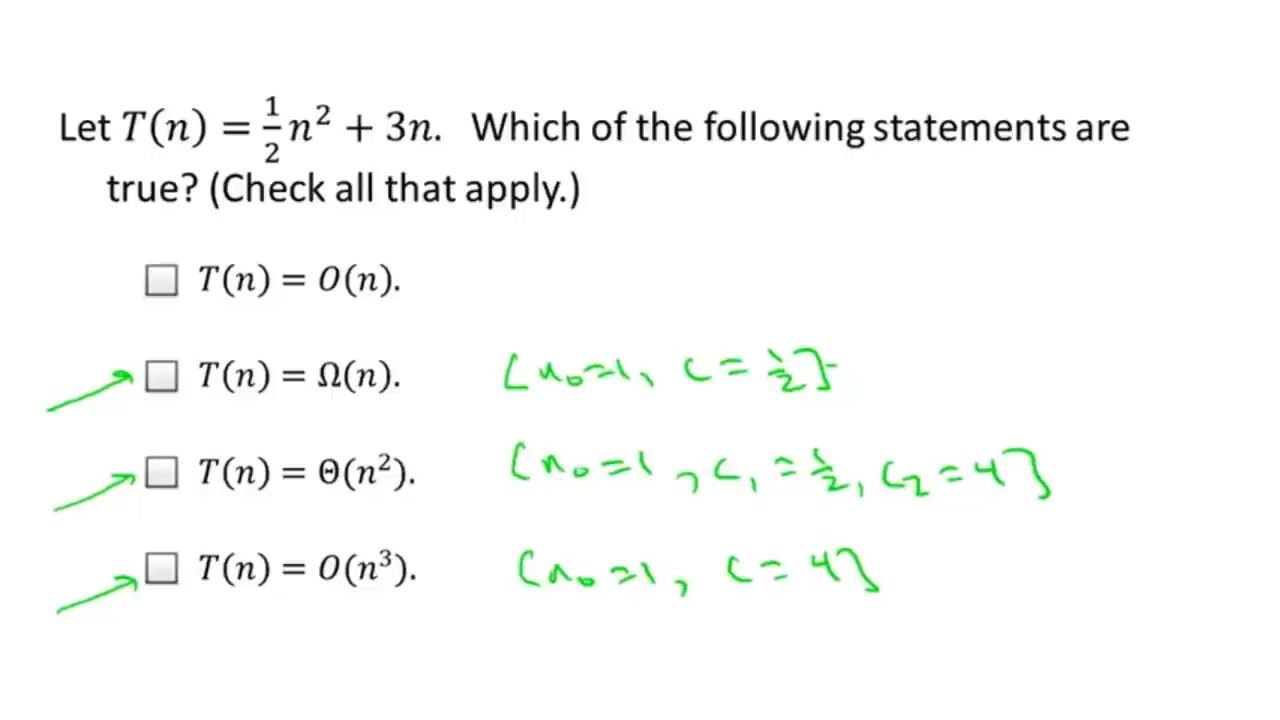 Let T(n) = ½n² + 3n. Which of the following statements are
true? (Check all that apply.)
T(n) = O(n).
T(n) = Ω(n). [n₀=1, c = ½]
T(n) = Θ(n²). [n₀=1, c₁ = ½, c₂ = 4]
T(n) = O(n³). [n₀=1, c = 4]